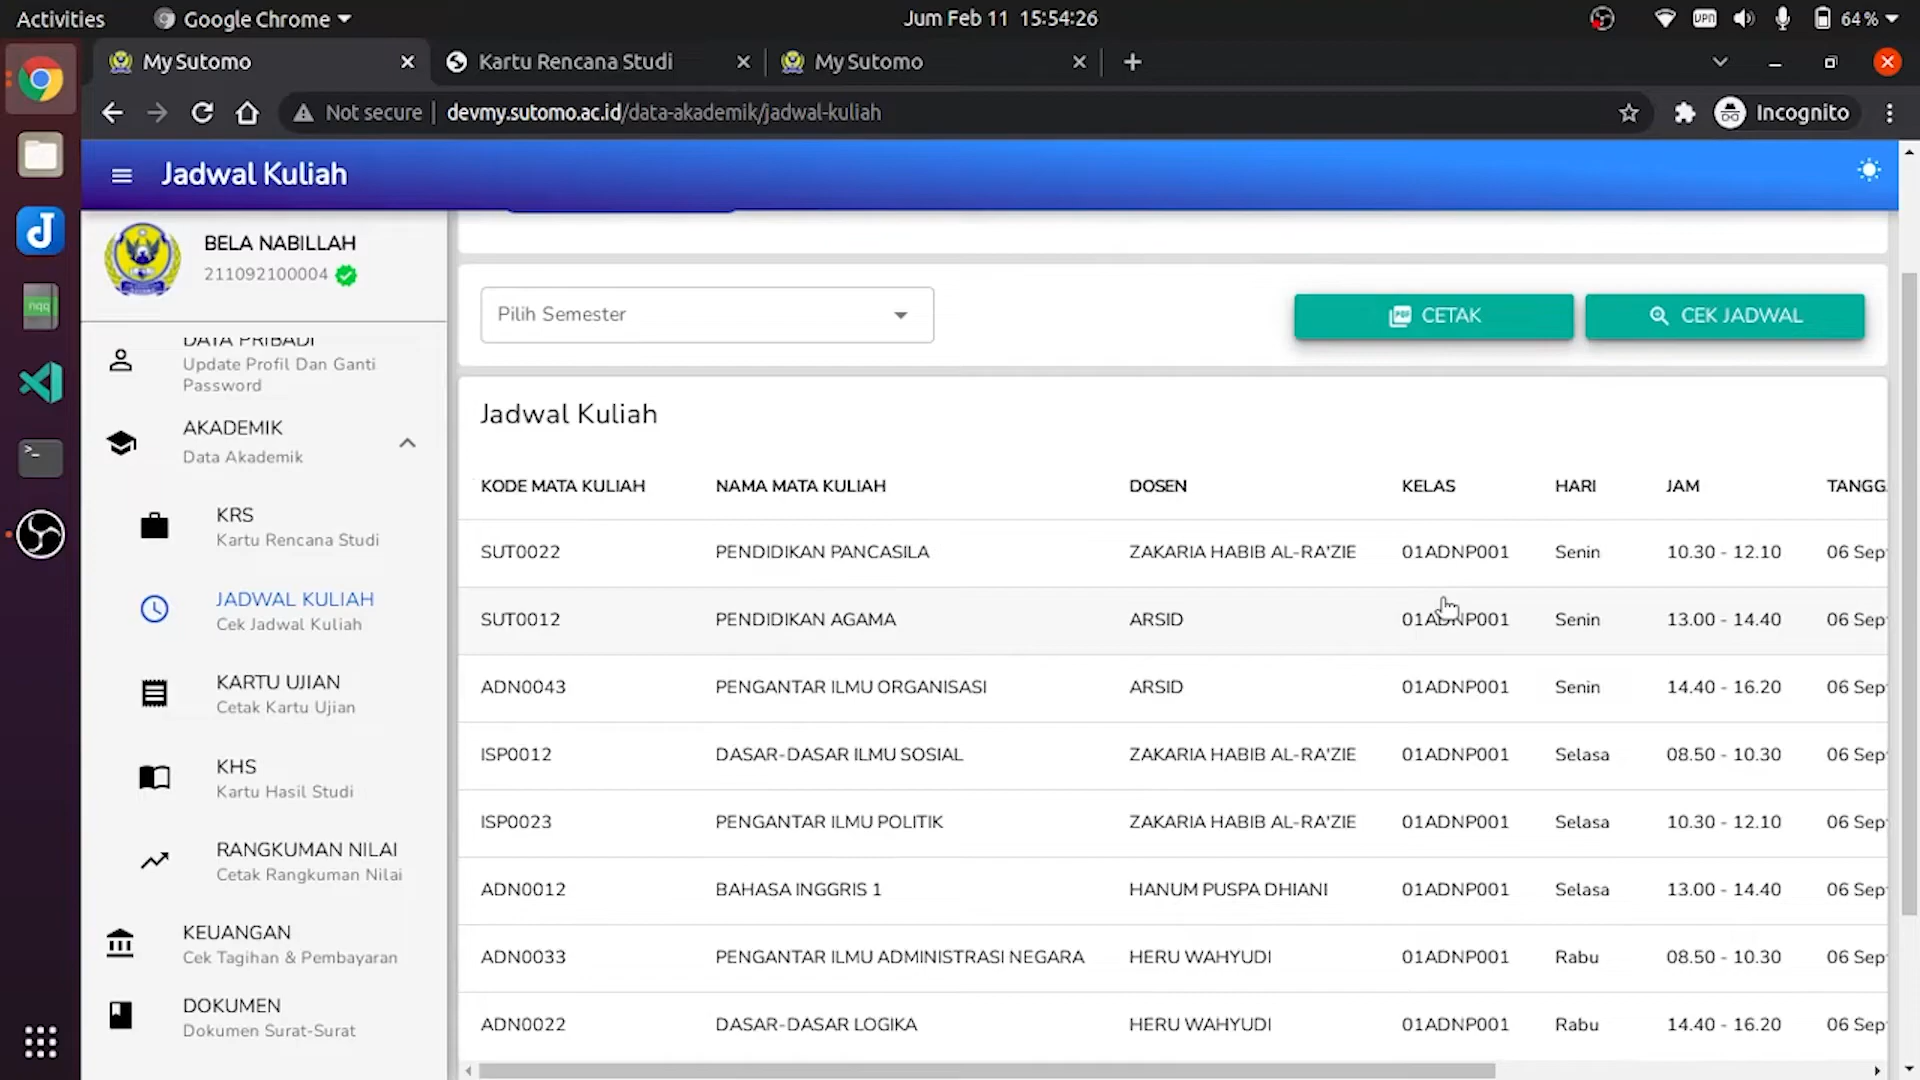 Activities
Google Chrome
Jum Feb 11 15:54:26
VPN
64 %
My Sutomo
Kartu Rencana Studi
My Sutomo
Not secure
devmy.sutomo.ac.id/data-akademik/jadwal-kuliah
Incognito
Jadwal Kuliah
BELA NABILLAH
211092100004
DATA PRIBADI
Update Profil Dan Ganti
Password
AKADEMIK
Data Akademik
KRS
Kartu Rencana Studi
JADWAL KULIAH
Cek Jadwal Kuliah
KARTU UJIAN
Cetak Kartu Ujian
KHS
Kartu Hasil Studi
RANGKUMAN NILAI
Cetak Rangkuman Nilai
KEUANGAN
Cek Tagihan & Pembayaran
DOKUMEN
Dokumen Surat-Surat
Pilih Semester
PDF CETAK
CEK JADWAL
Jadwal Kuliah
KODE MATA KULIAH NAMA MATA KULIAH DOSEN KELAS HARI JAM TANGG
SUT0022 PENDIDIKAN PANCASILA ZAKARIA HABIB AL-RA'ZIE 01ADNP001 Senin 10.30 - 12.10 06 Sep
SUT0012 PENDIDIKAN AGAMA ARSID 01ADNP001 Senin 13.00 - 14.40 06 Sep
ADN0043 PENGANTAR ILMU ORGANISASI ARSID 01ADNP001 Senin 14.40 - 16.20 06 Sep
ISP0012 DASAR-DASAR ILMU SOSIAL ZAKARIA HABIB AL-RA'ZIE 01ADNP001 Selasa 08.50 - 10.30 06 Sep
ISP0023 PENGANTAR ILMU POLITIK ZAKARIA HABIB AL-RA'ZIE 01ADNP001 Selasa 10.30 - 12.10 06 Sep
ADN0012 BAHASA INGGRIS 1 HANUM PUSPA DHIANI 01ADNP001 Selasa 13.00 - 14.40 06 Sep
ADN0033 PENGANTAR ILMU ADMINISTRASI NEGARA HERU WAHYUDI 01ADNP001 Rabu 08.50 - 10.30 06 Sep
ADN0022 DASAR-DASAR LOGIKA HERU WAHYUDI 01ADNP001 Rabu 14.40 - 16.20 06 Sep